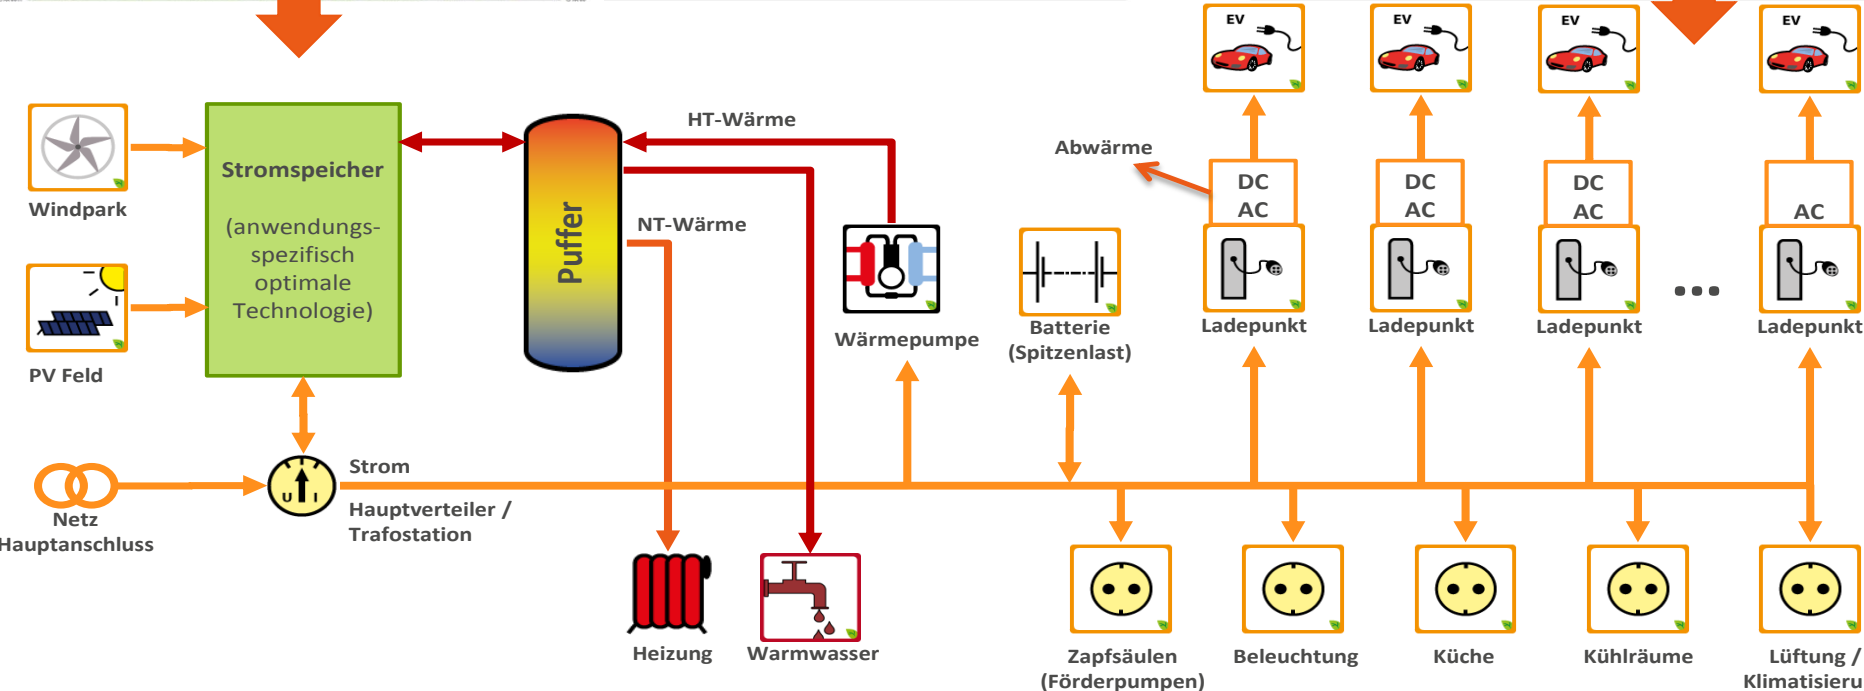 EV
EV
EV
EV
HT-Wärme
Abwärme
Stromspeicher
(anwendungs-
spezifisch
optimale
Technologie)
DC
AC
DC
AC
DC
AC
AC
Windpark
Puffer
NT-Wärme
Ladepunkt
Ladepunkt
Ladepunkt
...
Ladepunkt
Wärmepumpe
Batterie
(Spitzenlast)
PV Feld
Strom
U I
Hauptverteiler /
Trafostation
Netz
Hauptanschluss
Heizung
Warmwasser
Zapfsäulen
(Förderpumpen)
Beleuchtung
Küche
Kühlräume
Lüftung /
Klimatisieru